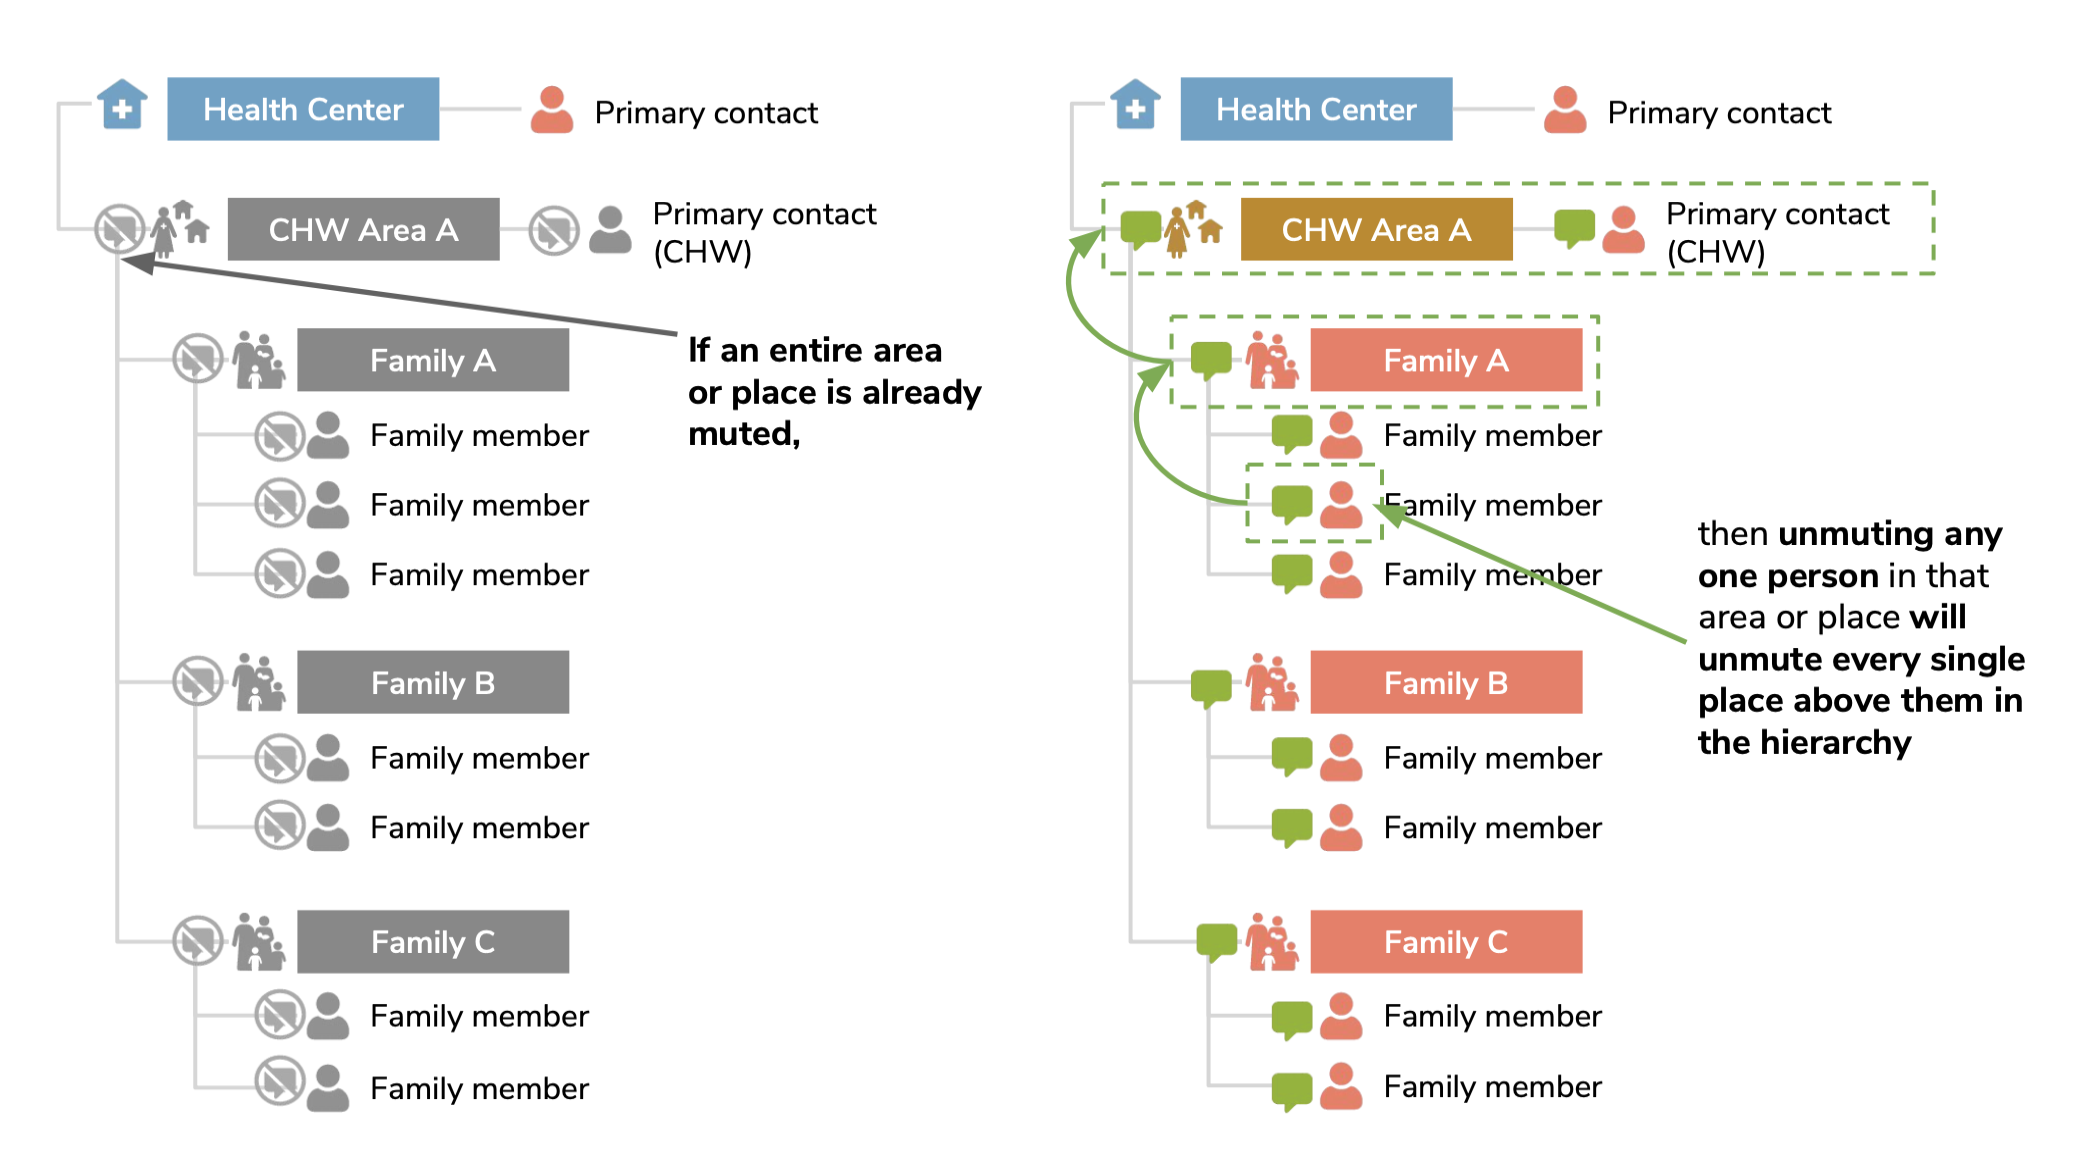 Health Center
Primary contact
CHW Area A
Primary contact
(CHW)
If an entire area
or place is already
muted,
Family A
Family member
Family member
Family member
Family B
Family member
Family member
Family C
Family member
Family member
Health Center
Primary contact
CHW Area A
Primary contact
(CHW)
Family A
Family member
Family member
Family member
then unmuting any
one person in that
area or place will
unmute every single
place above them in
the hierarchy
Family B
Family member
Family member
Family C
Family member
Family member